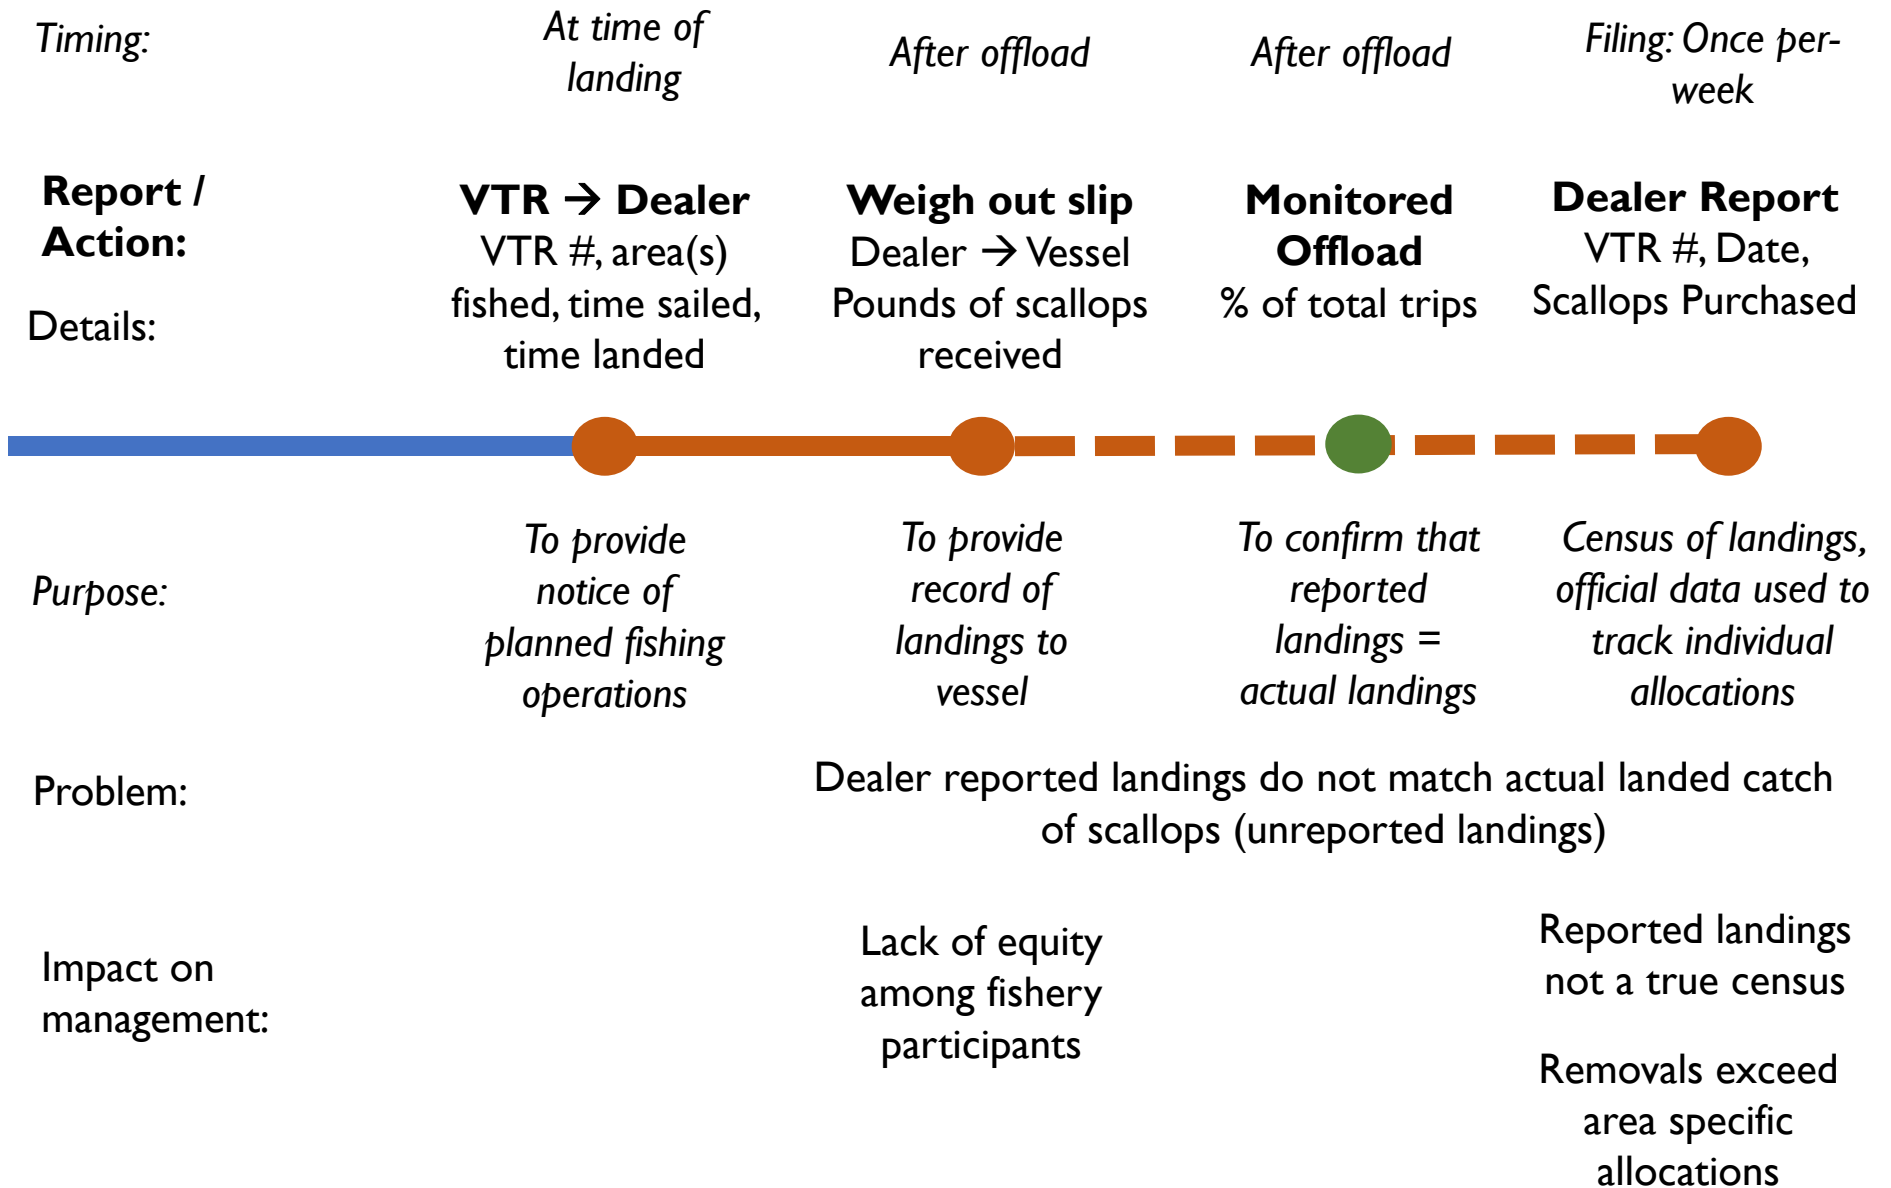 Timing:
At time of
landing
After offload
After offload
Filing: Once per-
week
Report /
Action:
Details:
VTR → Dealer
VTR #, area(s)
fished, time sailed,
time landed
Weigh out slip
Dealer → Vessel
Pounds of scallops
received
Monitored
Offload
% of total trips
Dealer Report
VTR #, Date,
Scallops Purchased
Purpose:
To provide
notice of
planned fishing
operations
To provide
record of
landings to
vessel
To confirm that
reported
landings =
actual landings
Census of landings,
official data used to
track individual
allocations
Problem:
Dealer reported landings do not match actual landed catch
of scallops (unreported landings)
Impact on
management:
Lack of equity
among fishery
participants
Reported landings
not a true census
Removals exceed
area specific
allocations